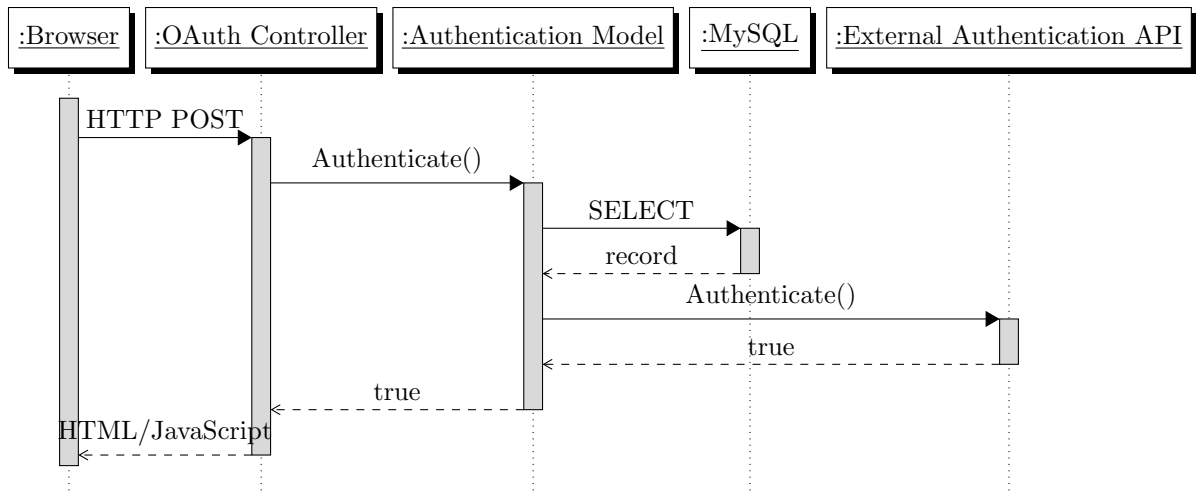 :Browser
:OAuth Controller
:Authentication Model
:MySQL
:External Authentication API
HTTP POST
Authenticate()
SELECT
record
Authenticate()
true
true
HTML/JavaScript